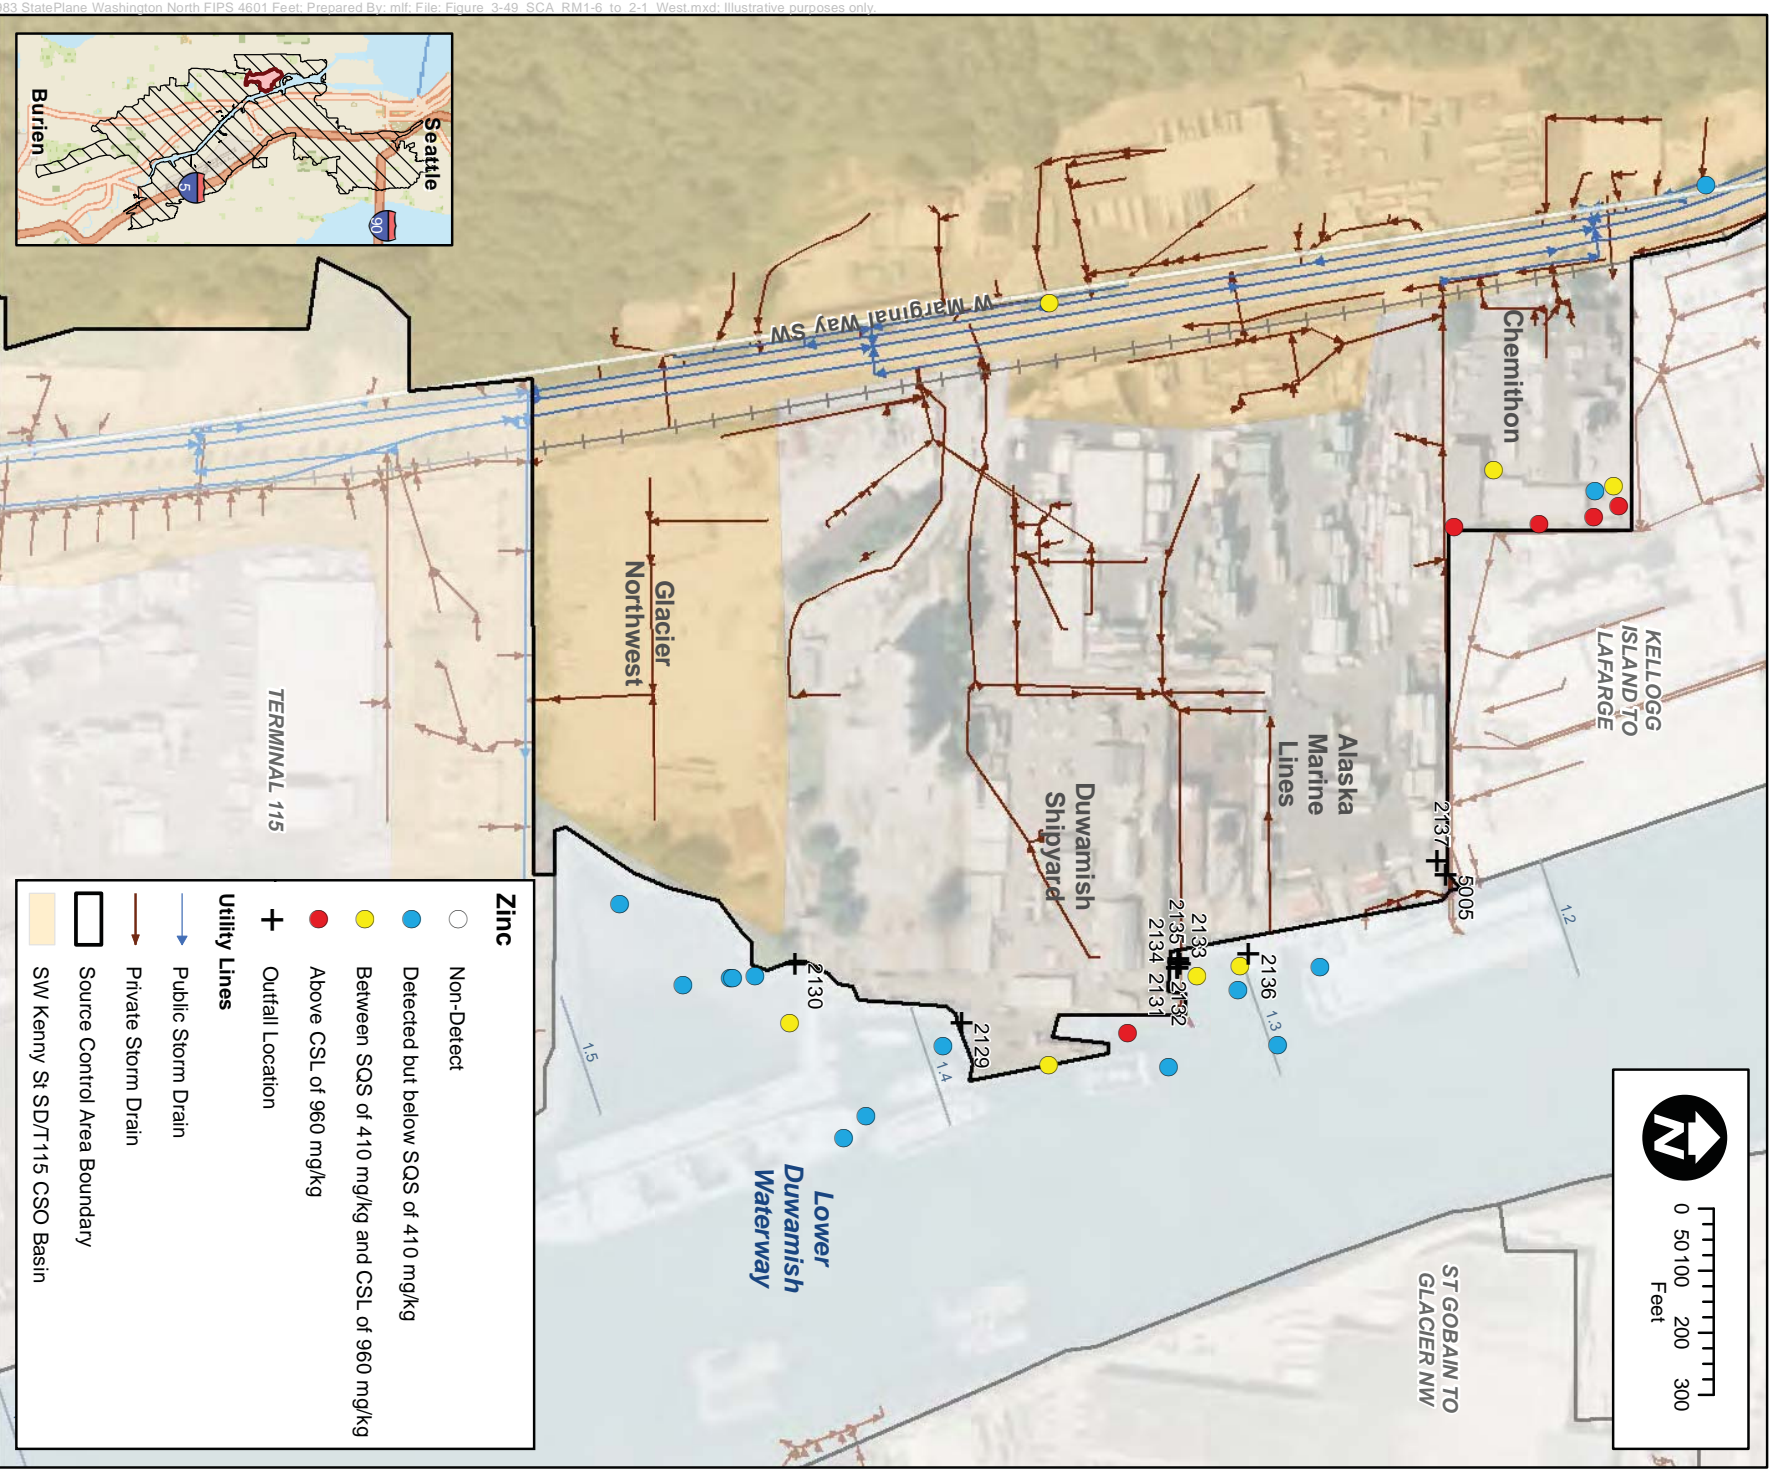 983 StatePlane Washington North FIPS 4601 Feet; Prepared By: mlf; File: Figure_3-49_SCA_RM1-6_to_2-1_West.mxd; Illustrative purposes only.
Seattle
Burien
5
90
W Marginal Way SW
Chemithon
KELLOGG
ISLAND TO
LAFARGE
Glacier
Northwest
TERMINAL 115
Alaska
Marine
Lines
Duwamish
Shipyard
2137
5005
2136
2133
2135
2134
2132
2131
2130
2129
1.2
1.3
1.4
1.5
Lower
Duwamish
Waterway
ST GOBAIN TO
GLACIER NW
N
0 50 100 200 300
Feet
Zinc
Non-Detect
Detected but below SQS of 410 mg/kg
Between SQS of 410 mg/kg and CSL of 960 mg/kg
Above CSL of 960 mg/kg
Outfall Location
Utility Lines
Public Storm Drain
Private Storm Drain
Source Control Area Boundary
SW Kenny St SD/T115 CSO Basin